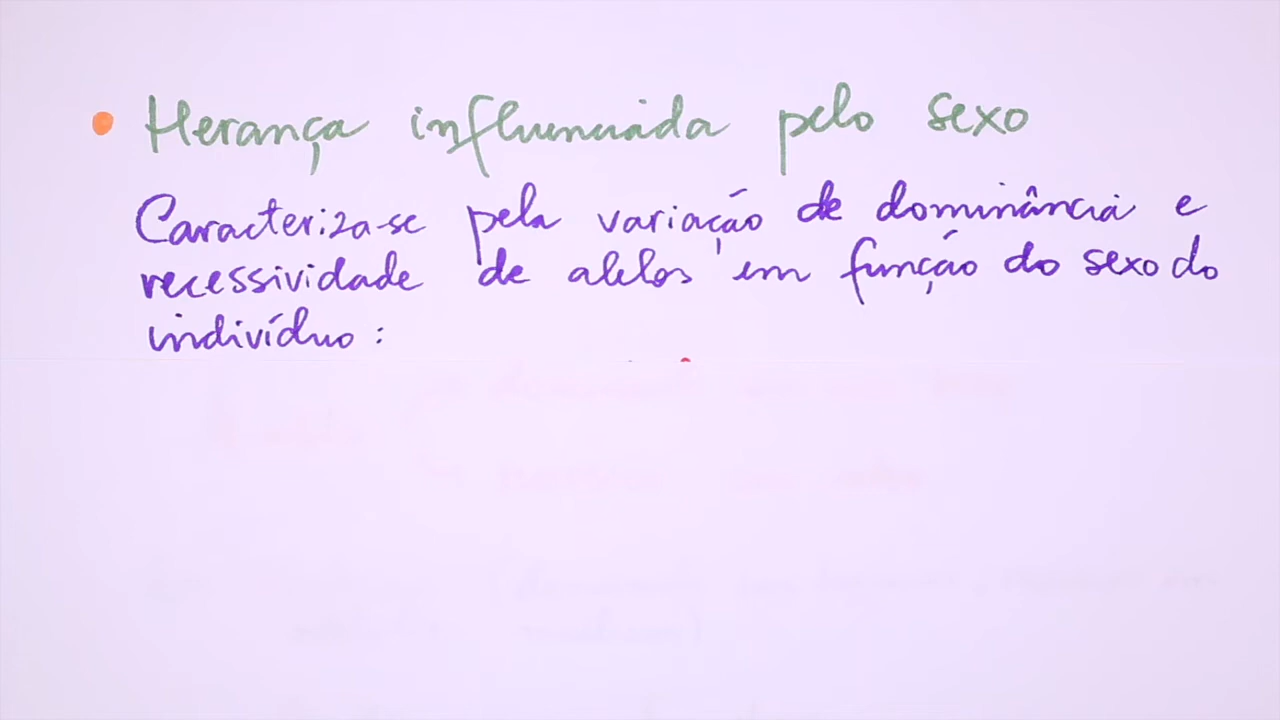 Herança influenciada pelo sexo
Caracteriza-se pela variação de dominância e
recessividade de alelos em função do sexo do
indivíduo: